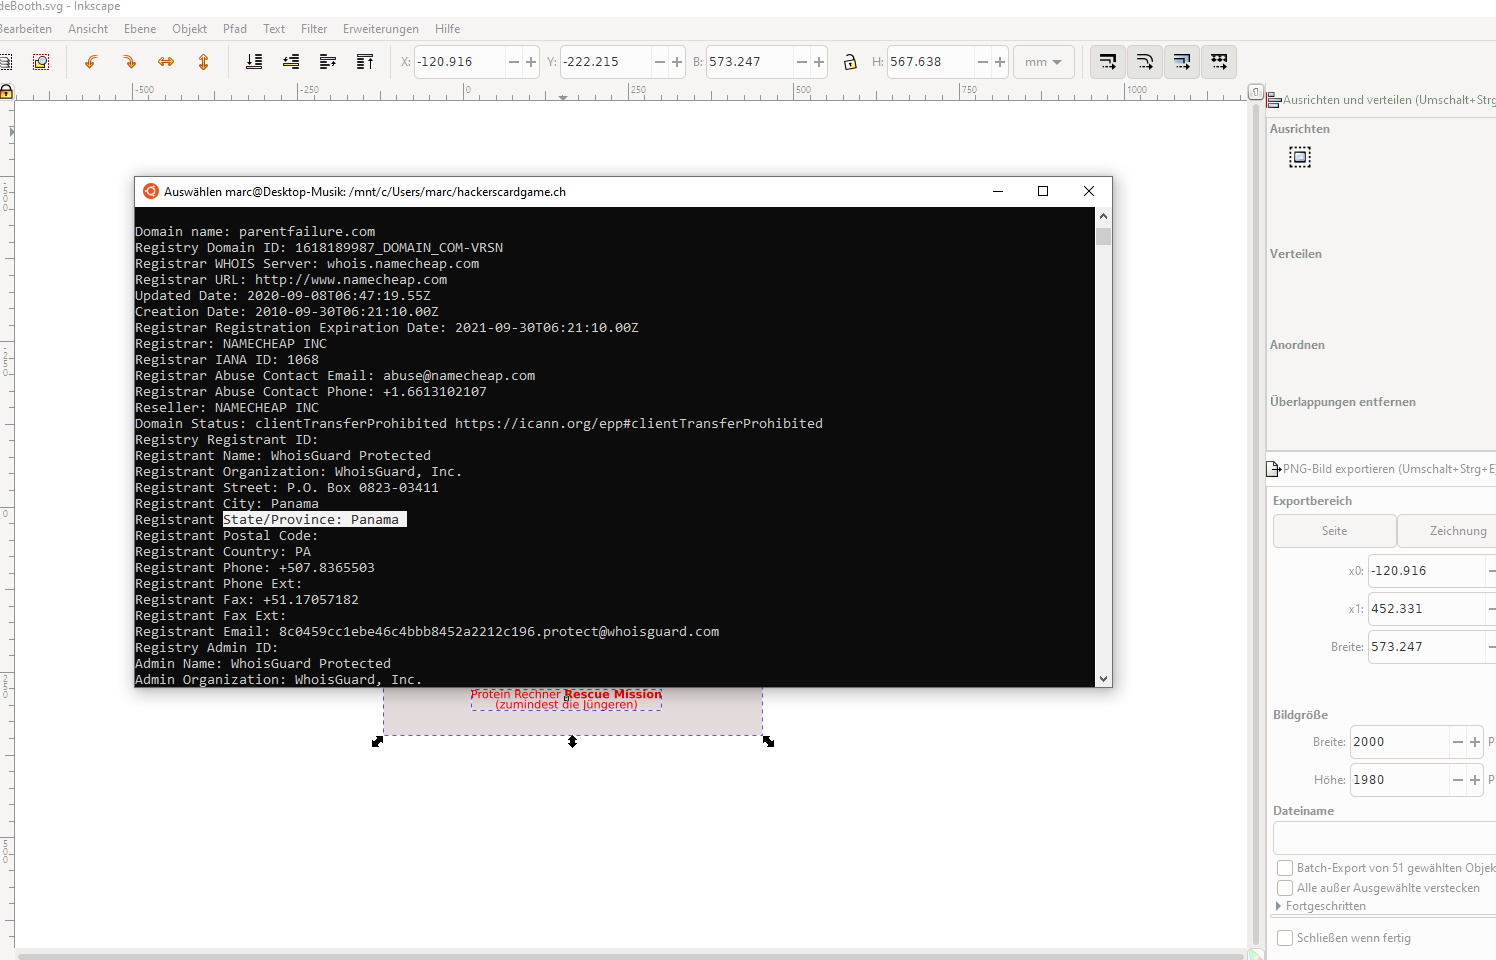 deBooth.svg - Inkscape
Bearbeiten Ansicht Ebene Objekt Pfad Text Filter Erweiterungen Hilfe
X: -120.916 Y: -222.215 B: 573.247 H: 567.638 mm
-500 -250 0 250 500 750 1000
Ausrichten und verteilen (Umschalt+Strg
Ausrichten
Verteilen
Anordnen
Überlappungen entfernen
PNG-Bild exportieren (Umschalt+Strg+E
Exportbereich
Seite Zeichnung
x0: -120.916
x1: 452.331
Breite: 573.247
Bildgröße
Breite: 2000 P
Höhe: 1980 P
Dateiname
Batch-Export von 51 gewählten Objek
Alle außer Ausgewählte verstecken
Fortgeschritten
Schließen wenn fertig
Auswählen marc@Desktop-Musik: /mnt/c/Users/marc/hackerscardgame.ch
Domain name: parentfailure.com
Registry Domain ID: 1618189987_DOMAIN_COM-VRSN
Registrar WHOIS Server: whois.namecheap.com
Registrar URL: http://www.namecheap.com
Updated Date: 2020-09-08T06:47:19.55Z
Creation Date: 2010-09-30T06:21:10.00Z
Registrar Registration Expiration Date: 2021-09-30T06:21:10.00Z
Registrar: NAMECHEAP INC
Registrar IANA ID: 1068
Registrar Abuse Contact Email: abuse@namecheap.com
Registrar Abuse Contact Phone: +1.6613102107
Reseller: NAMECHEAP INC
Domain Status: clientTransferProhibited https://icann.org/epp#clientTransferProhibited
Registry Registrant ID:
Registrant Name: WhoisGuard Protected
Registrant Organization: WhoisGuard, Inc.
Registrant Street: P.O. Box 0823-03411
Registrant City: Panama
Registrant State/Province: Panama
Registrant Postal Code:
Registrant Country: PA
Registrant Phone: +507.8365503
Registrant Phone Ext:
Registrant Fax: +51.17057182
Registrant Fax Ext:
Registrant Email: 8c0459cc1ebe46c4bbb8452a2212c196.protect@whoisguard.com
Registry Admin ID:
Admin Name: WhoisGuard Protected
Admin Organization: WhoisGuard, Inc.
Protein Rechner Rescue Mission
(zumindest die Jüngeren)